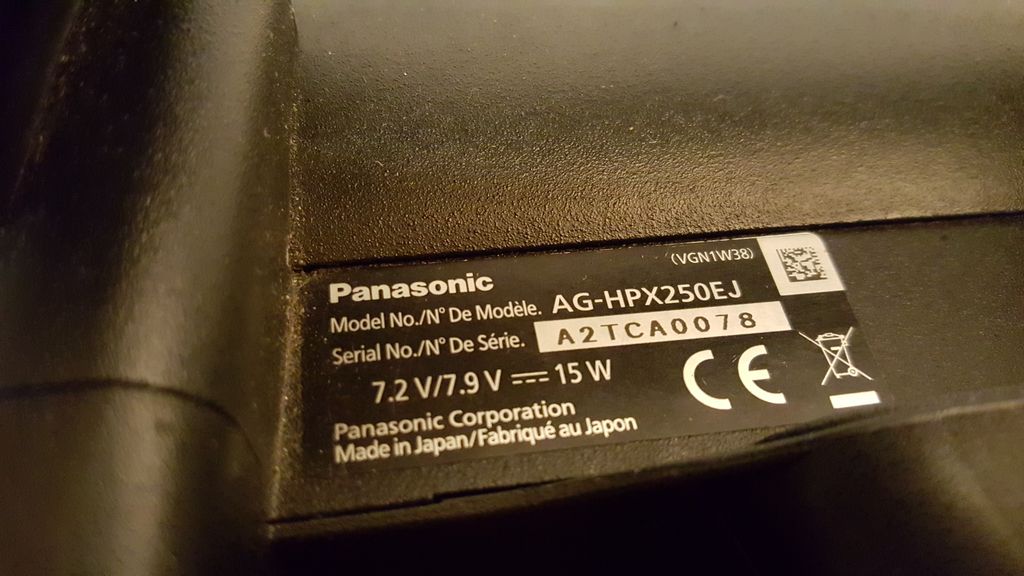 (VGN1W38)
Panasonic
Model No./N° De Modèle. AG-HPX250EJ
Serial No./N° De Série. A2TCA0078
7.2 V/7.9 V ⎓ 15 W
CE
Panasonic Corporation
Made in Japan/Fabriqué au Japon